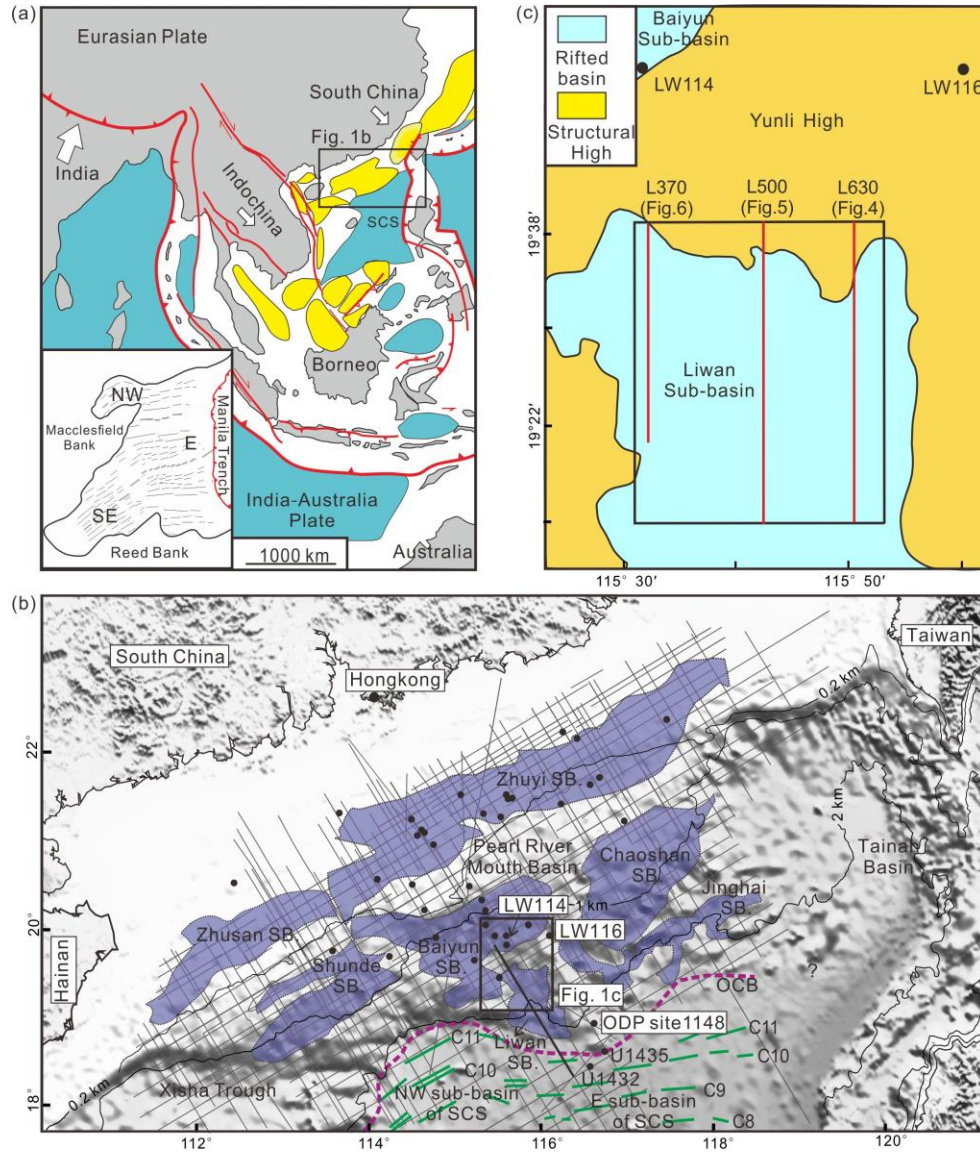 (a)
Eurasian Plate
South China
Fig. 1b
India
Indochina
SCS
Borneo
NW
Macclesfield
Bank
E
Manila Trench
SE
Reed Bank
India-Australia
Plate
1000 km
Australia
(c)
Rifted
basin
Structural
High
Baiyun
Sub-basin
LW114
LW116
Yunli High
L370
(Fig.6)
L500
(Fig.5)
L630
(Fig.4)
19° 38'
19° 22'
Liwan
Sub-basin
115° 30'
115° 50'
(b)
South China
Hongkong
Taiwan
0.2 km
22°
Zhuyi SB.
2 km
Pearl River
Mouth Basin
Chaoshan
SB.
Tainan
Basin
Jinghai
SB.
LW114
1 km
LW116
20°
Zhusan SB.
Shunde
SB.
Baiyun
SB.
Hainan
Fig. 1c
?
OCB
ODP site1148
C11
Liwan
SB.
U1435
C11
C10
C10
U1432
Xisha Trough
NW sub-basin
of SCS
E sub-basin
of SCS
C9
C8
0.2 km
18°
112°
114°
116°
118°
120°